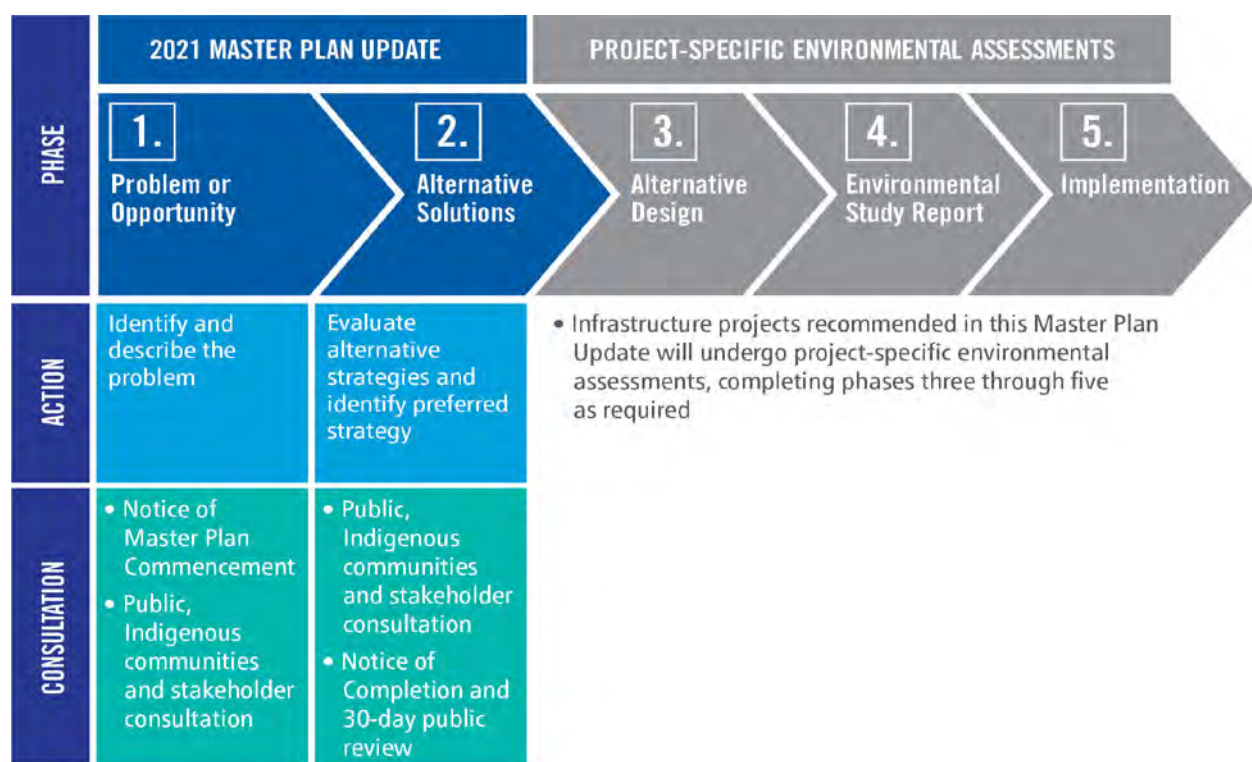 2021 MASTER PLAN UPDATE
PROJECT-SPECIFIC ENVIRONMENTAL ASSESSMENTS
PHASE
1.
Problem or
Opportunity
2.
Alternative
Solutions
3.
Alternative
Design
4.
Environmental
Study Report
5.
Implementation
ACTION
Identify and
describe the
problem
Evaluate
alternative
strategies and
identify preferred
strategy
• Infrastructure projects recommended in this Master Plan
Update will undergo project-specific environmental
assessments, completing phases three through five
as required
CONSULTATION
• Notice of
Master Plan
Commencement
• Public,
Indigenous
communities
and stakeholder
consultation
• Public,
Indigenous
communities
and stakeholder
consultation
• Notice of
Completion and
30-day public
review